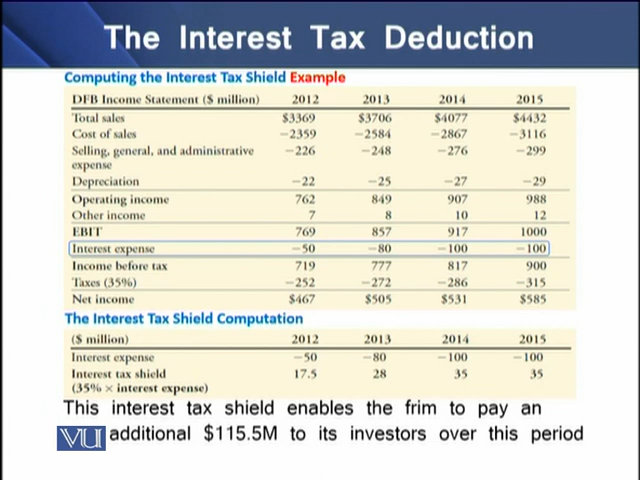 The Interest Tax Deduction
Computing the Interest Tax Shield Example
DFB Income Statement ($ million) 2012 2013 2014 2015
Total sales $3369 $3706 $4077 $4432
Cost of sales −2359 −2584 −2867 −3116
Selling, general, and administrative −226 −248 −276 −299
expense
Depreciation −22 −25 −27 −29
Operating income 762 849 907 988
Other income 7 8 10 12
EBIT 769 857 917 1000
Interest expense −50 −80 −100 −100
Income before tax 719 777 817 900
Taxes (35%) −252 −272 −286 −315
Net income $467 $505 $531 $585
The Interest Tax Shield Computation
($ million) 2012 2013 2014 2015
Interest expense −50 −80 −100 −100
Interest tax shield 17.5 28 35 35
(35% × interest expense)
This interest tax shield enables the frim to pay an
VU additional $115.5M to its investors over this period